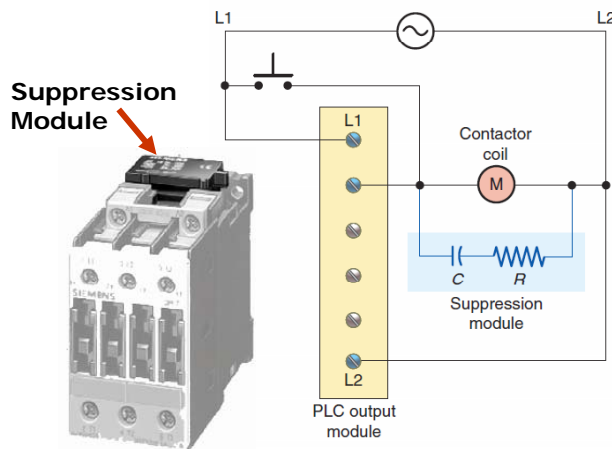 L1
L2
Suppression
Module
L1
Contactor
coil
M
SIEMENS
C
R
Suppression
module
L2
PLC output
module